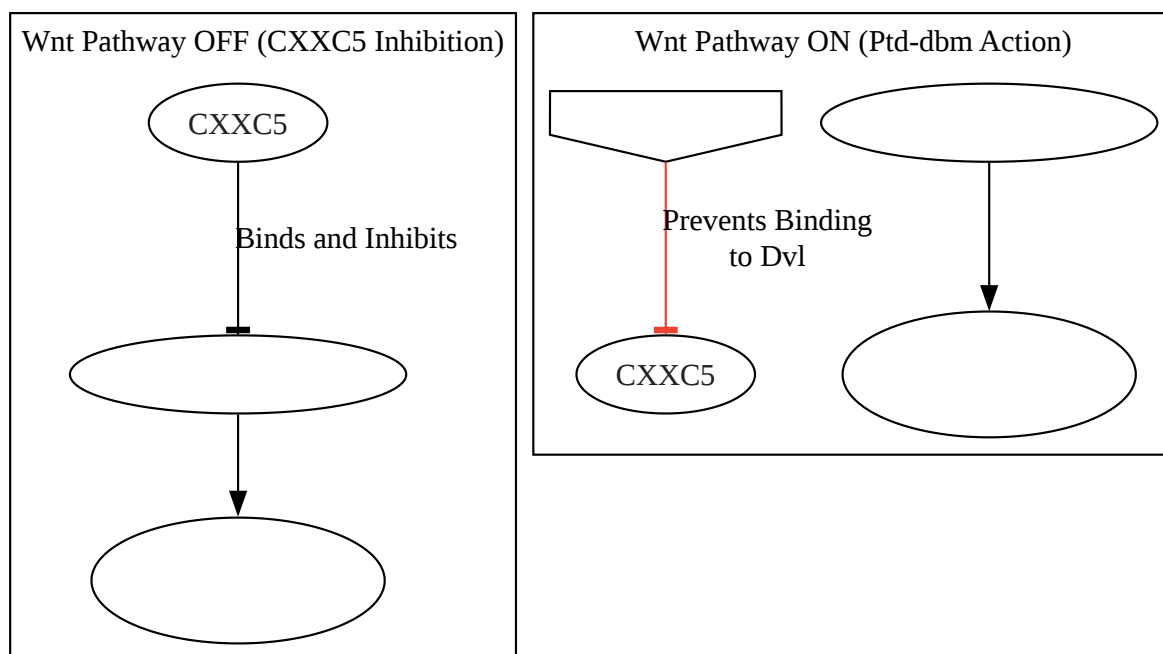 Wnt Pathway OFF (CXXC5 Inhibition)
CXXC5
Binds and Inhibits
Wnt Pathway ON (Ptd-dbm Action)
Prevents Binding
to Dvl
CXXC5